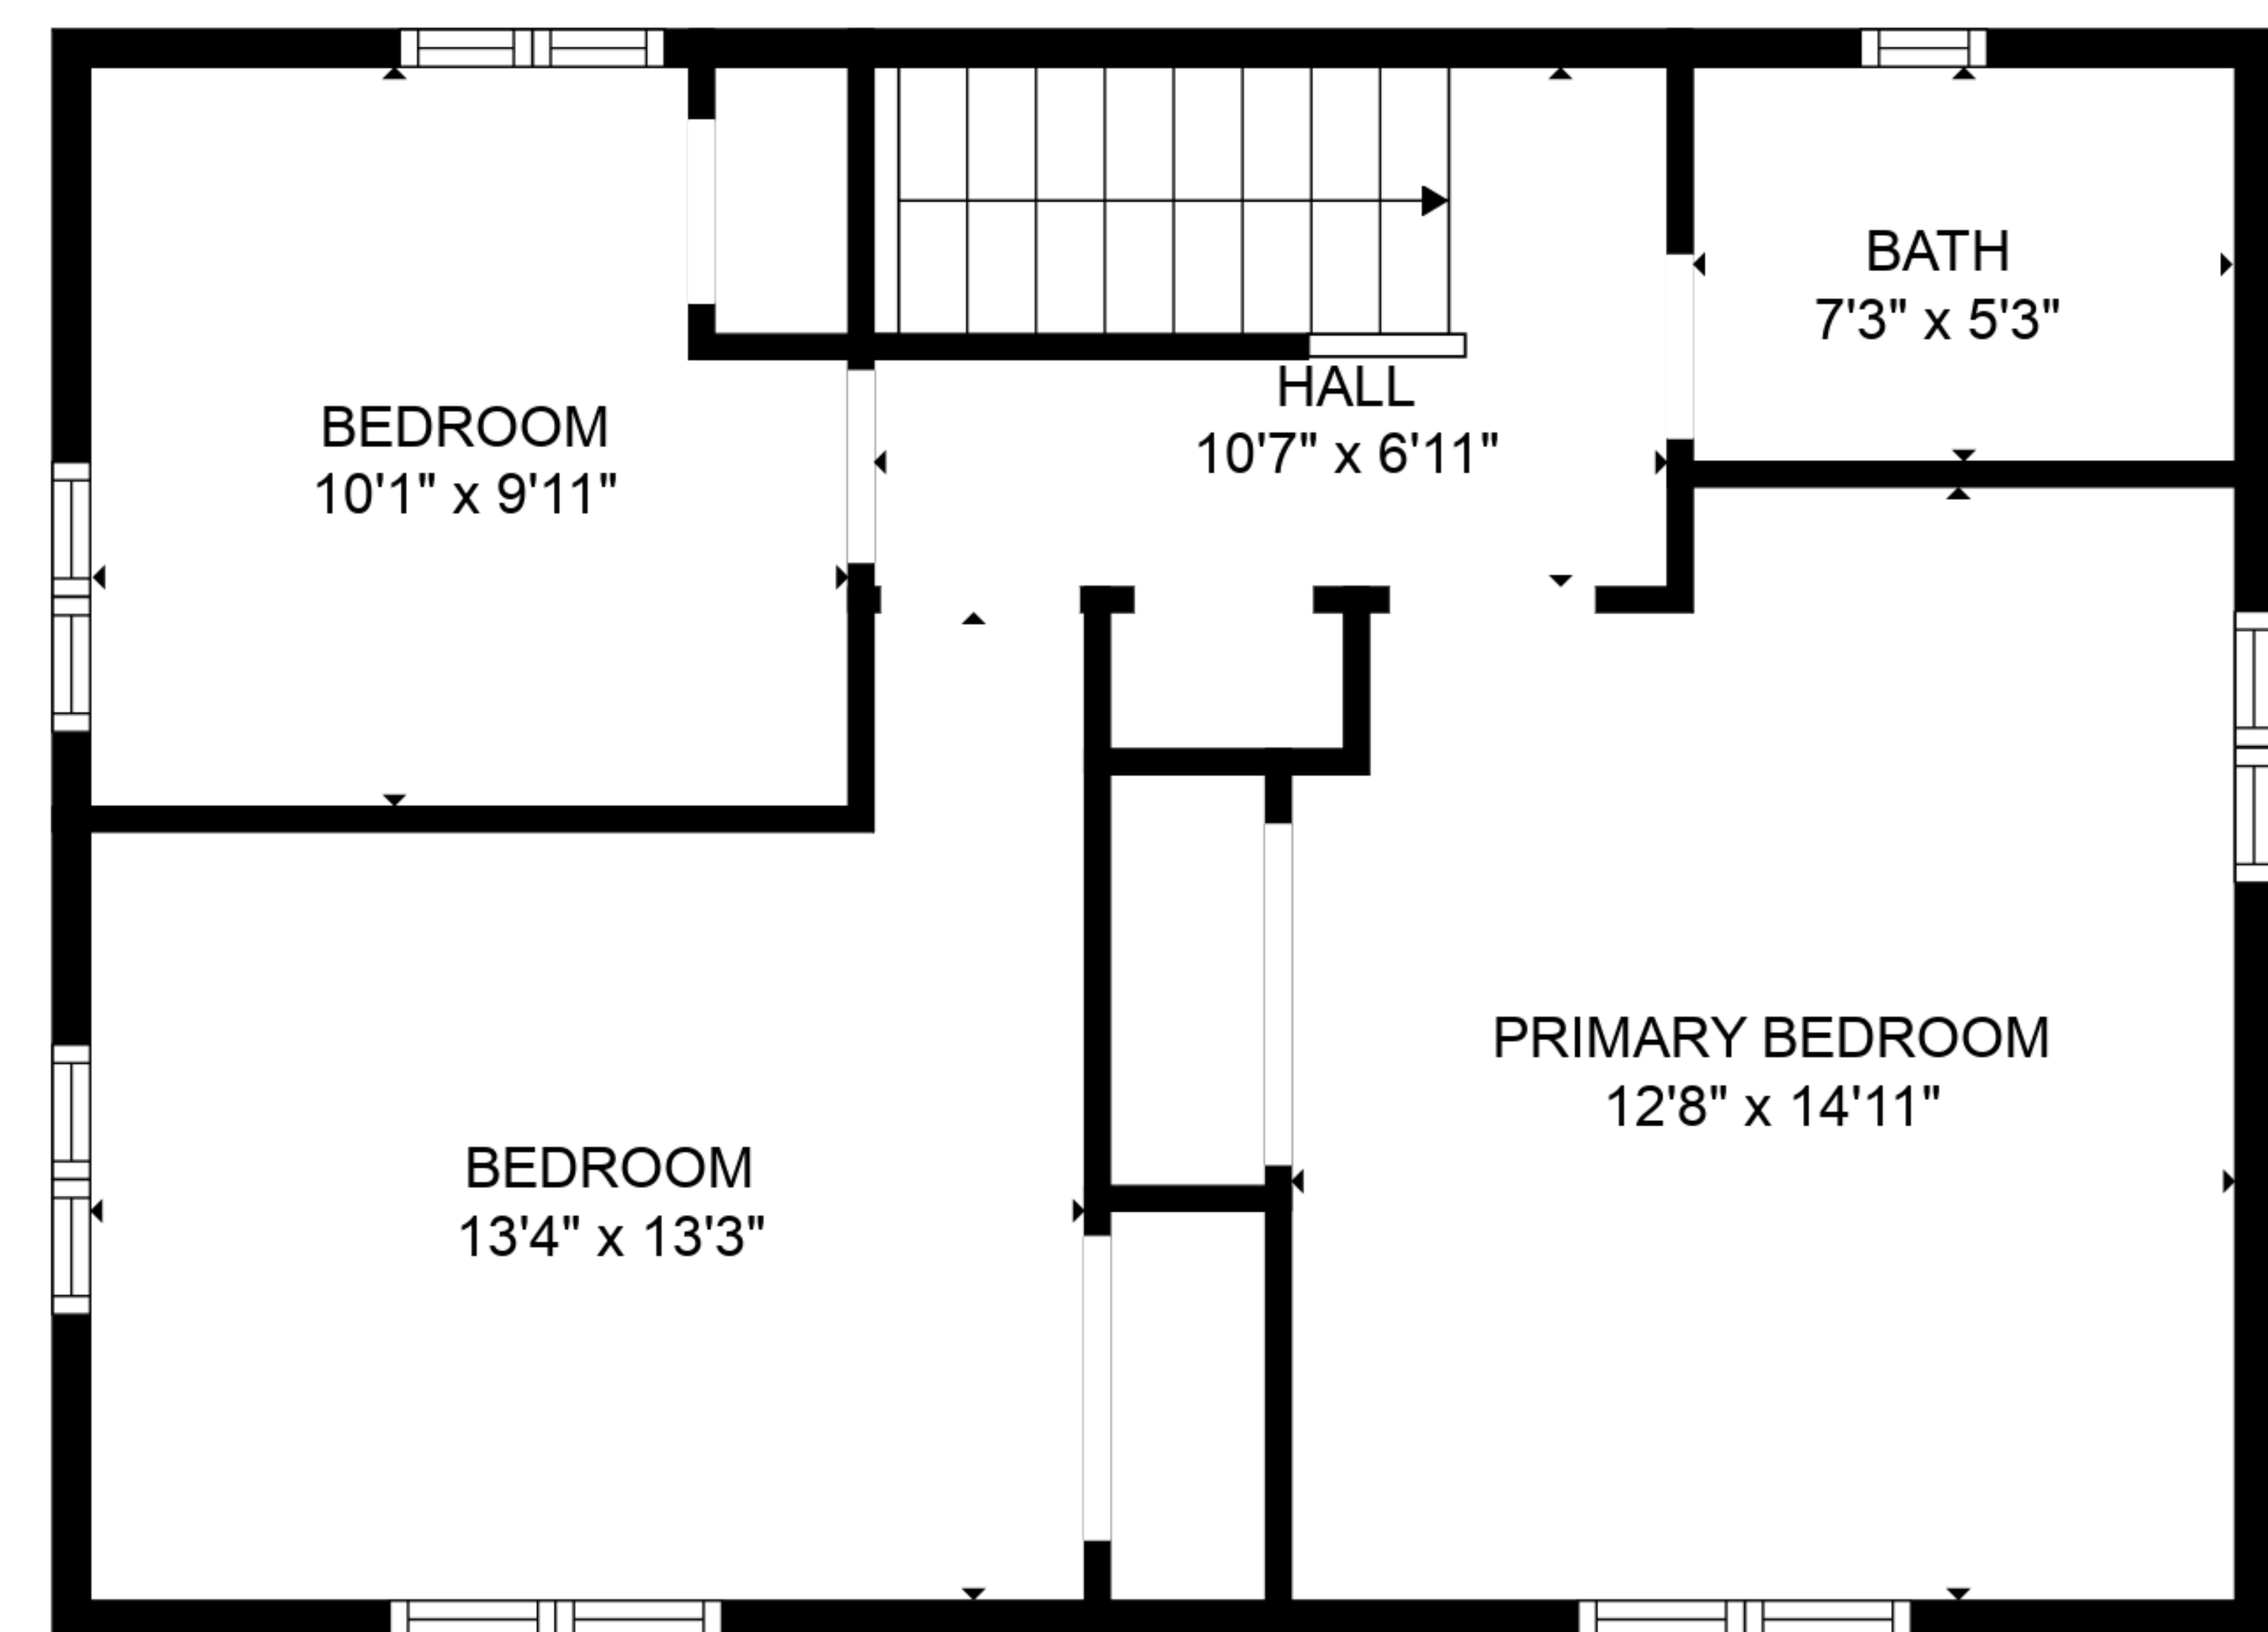 BATH
7'3" x 5'3"
HALL
10'7" x 6'11"
BEDROOM
10'1" x 9'11"
PRIMARY BEDROOM
12'8" x 14'11"
BEDROOM
13'4" x 13'3"